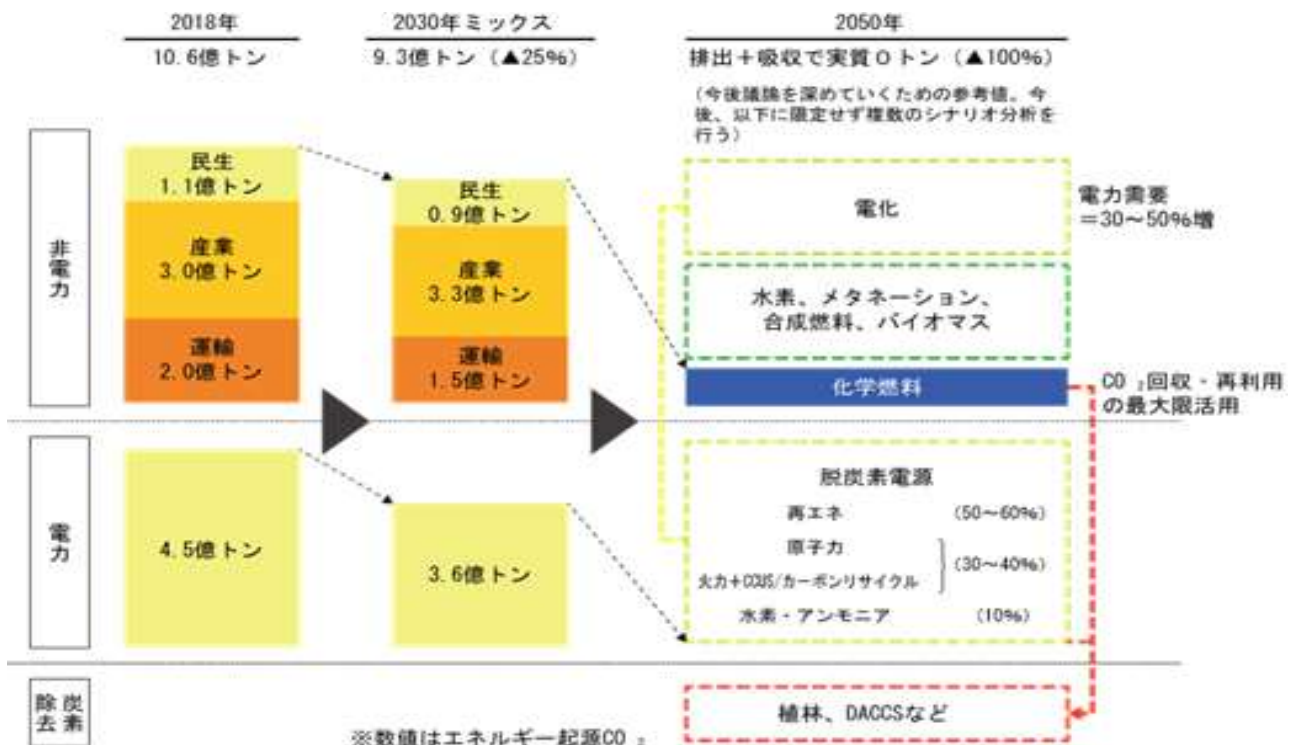 2018年
10.6億トン
2030年ミックス
9.3億トン（▲25%）
2050年
排出＋吸収で実質０トン（▲100%）
（今後議論を深めていくための参考値。今
後、以下に限定せず複数のシナリオ分析を
行う）
非電力
民生
1.1億トン
産業
3.0億トン
運輸
2.0億トン
民生
0.9億トン
産業
3.3億トン
運輸
1.5億トン
電化
電力需要
＝30～50%増
水素、メタネーション、
合成燃料、バイオマス
化学燃料
CO₂回収・再利用
の最大限活用
電力
4.5億トン
3.6億トン
脱炭素電源
再エネ （50～60%）
原子力
火力＋CCUS/カーボンリサイクル
（30～40%）
水素・アンモニア （10%）
炭素除去
植林、DACCSなど
※数値はエネルギー起源CO₂